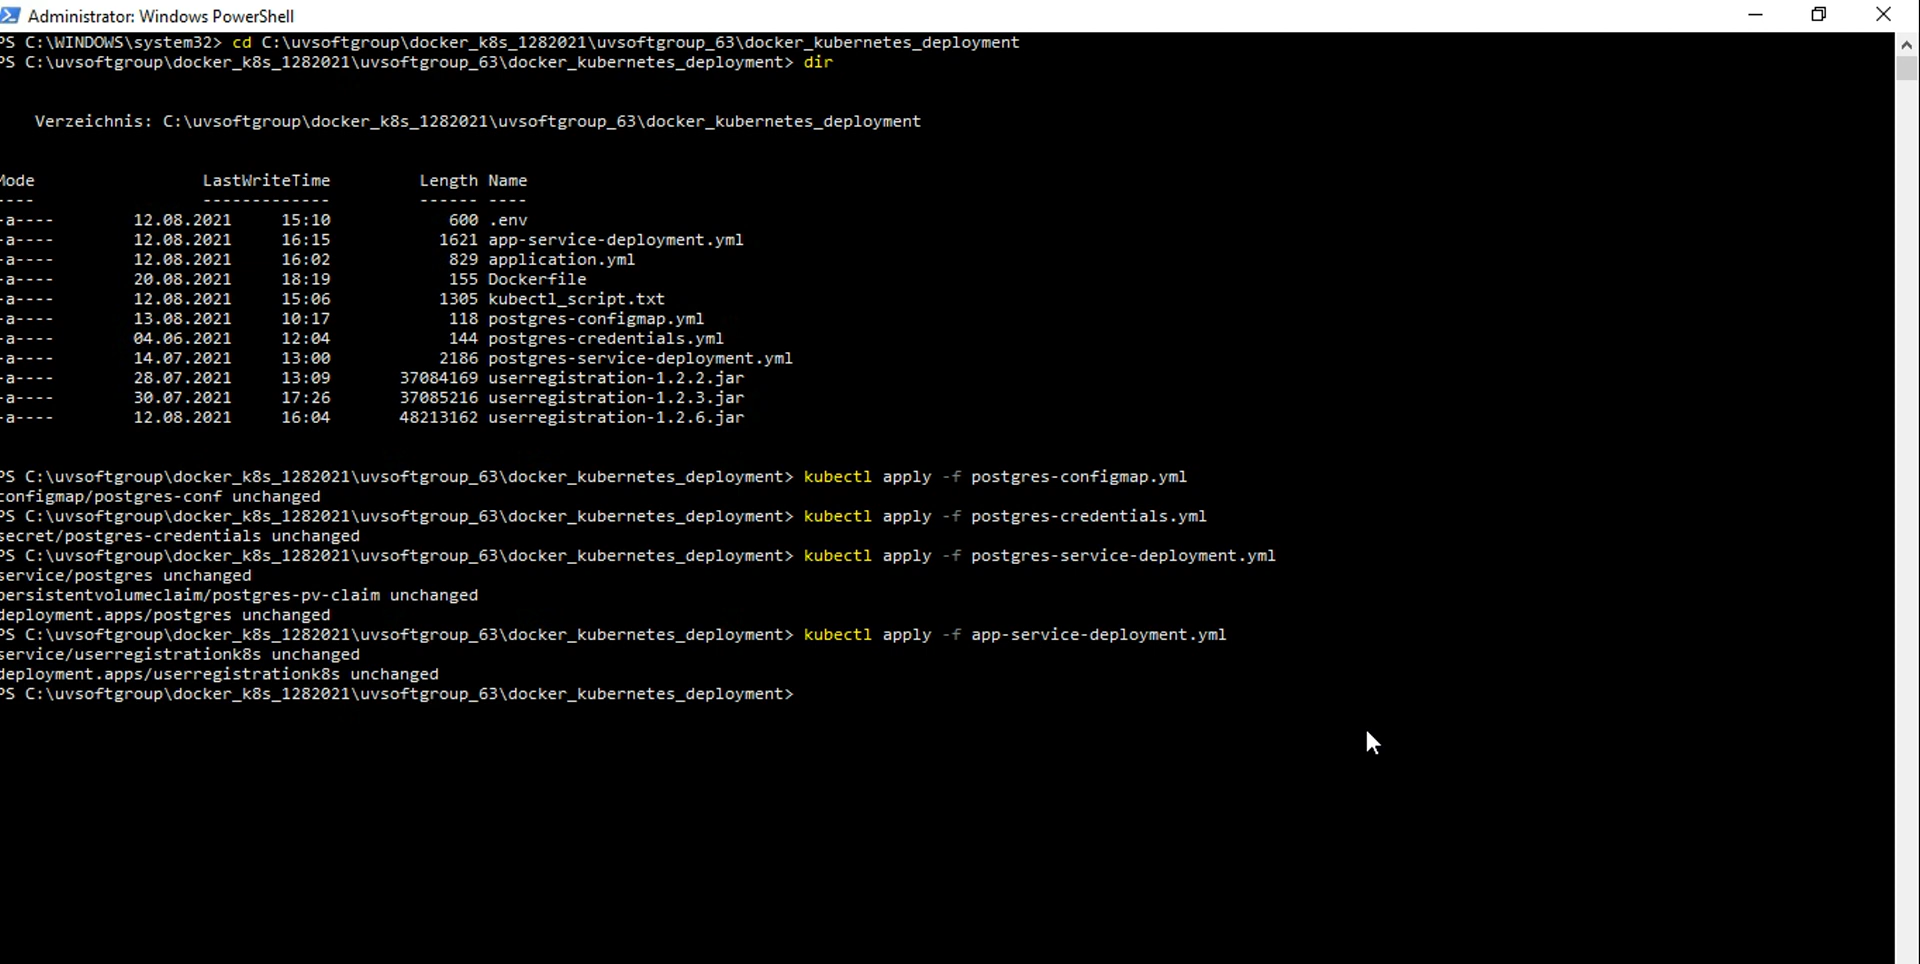 Administrator: Windows PowerShell
PS C:\WINDOWS\system32> cd C:\uvsoftgroup\docker_k8s_1282021\uvsoftgroup_63\docker_kubernetes_deployment
PS C:\uvsoftgroup\docker_k8s_1282021\uvsoftgroup_63\docker_kubernetes_deployment> dir
Verzeichnis: C:\uvsoftgroup\docker_k8s_1282021\uvsoftgroup_63\docker_kubernetes_deployment
Mode LastWriteTime Length Name
---- ------------- ------ ----
-a---- 12.08.2021 15:10 600 .env
-a---- 12.08.2021 16:15 1621 app-service-deployment.yml
-a---- 12.08.2021 16:02 829 application.yml
-a---- 20.08.2021 18:19 155 Dockerfile
-a---- 12.08.2021 15:06 1305 kubectl_script.txt
-a---- 13.08.2021 10:17 118 postgres-configmap.yml
-a---- 04.06.2021 12:04 144 postgres-credentials.yml
-a---- 14.07.2021 13:00 2186 postgres-service-deployment.yml
-a---- 28.07.2021 13:09 37084169 userregistration-1.2.2.jar
-a---- 30.07.2021 17:26 37085216 userregistration-1.2.3.jar
-a---- 12.08.2021 16:04 48213162 userregistration-1.2.6.jar
PS C:\uvsoftgroup\docker_k8s_1282021\uvsoftgroup_63\docker_kubernetes_deployment> kubectl apply -f postgres-configmap.yml
configmap/postgres-conf unchanged
PS C:\uvsoftgroup\docker_k8s_1282021\uvsoftgroup_63\docker_kubernetes_deployment> kubectl apply -f postgres-credentials.yml
secret/postgres-credentials unchanged
PS C:\uvsoftgroup\docker_k8s_1282021\uvsoftgroup_63\docker_kubernetes_deployment> kubectl apply -f postgres-service-deployment.yml
service/postgres unchanged
persistentvolumeclaim/postgres-pv-claim unchanged
deployment.apps/postgres unchanged
PS C:\uvsoftgroup\docker_k8s_1282021\uvsoftgroup_63\docker_kubernetes_deployment> kubectl apply -f app-service-deployment.yml
service/userregistrationk8s unchanged
deployment.apps/userregistrationk8s unchanged
PS C:\uvsoftgroup\docker_k8s_1282021\uvsoftgroup_63\docker_kubernetes_deployment>